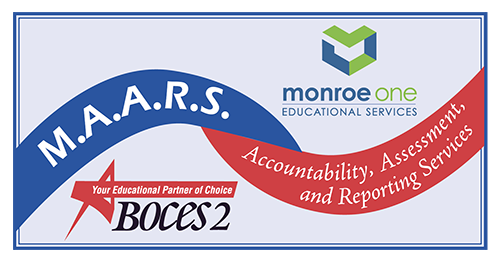 M.A.A.R.S.
monroe one
EDUCATIONAL SERVICES
Accountability, Assessment,
and Reporting Services
Your Educational Partner of Choice
BOCES 2